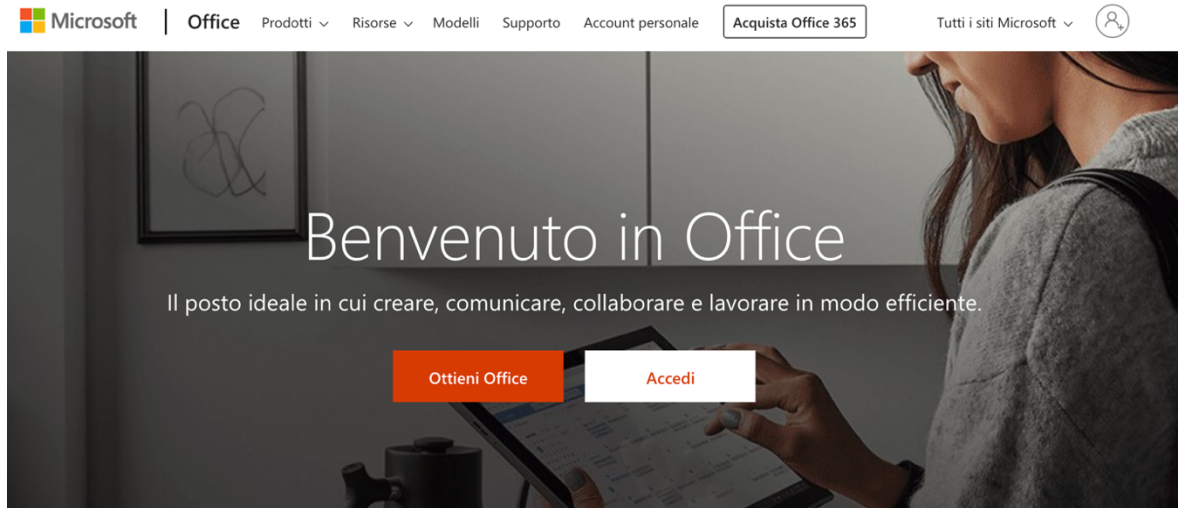 Microsoft | Office Prodotti Risorse Modelli Supporto Account personale Acquista Office 365 Tutti i siti Microsoft
Benvenuto in Office
Il posto ideale in cui creare, comunicare, collaborare e lavorare in modo efficiente.
Ottieni Office Accedi